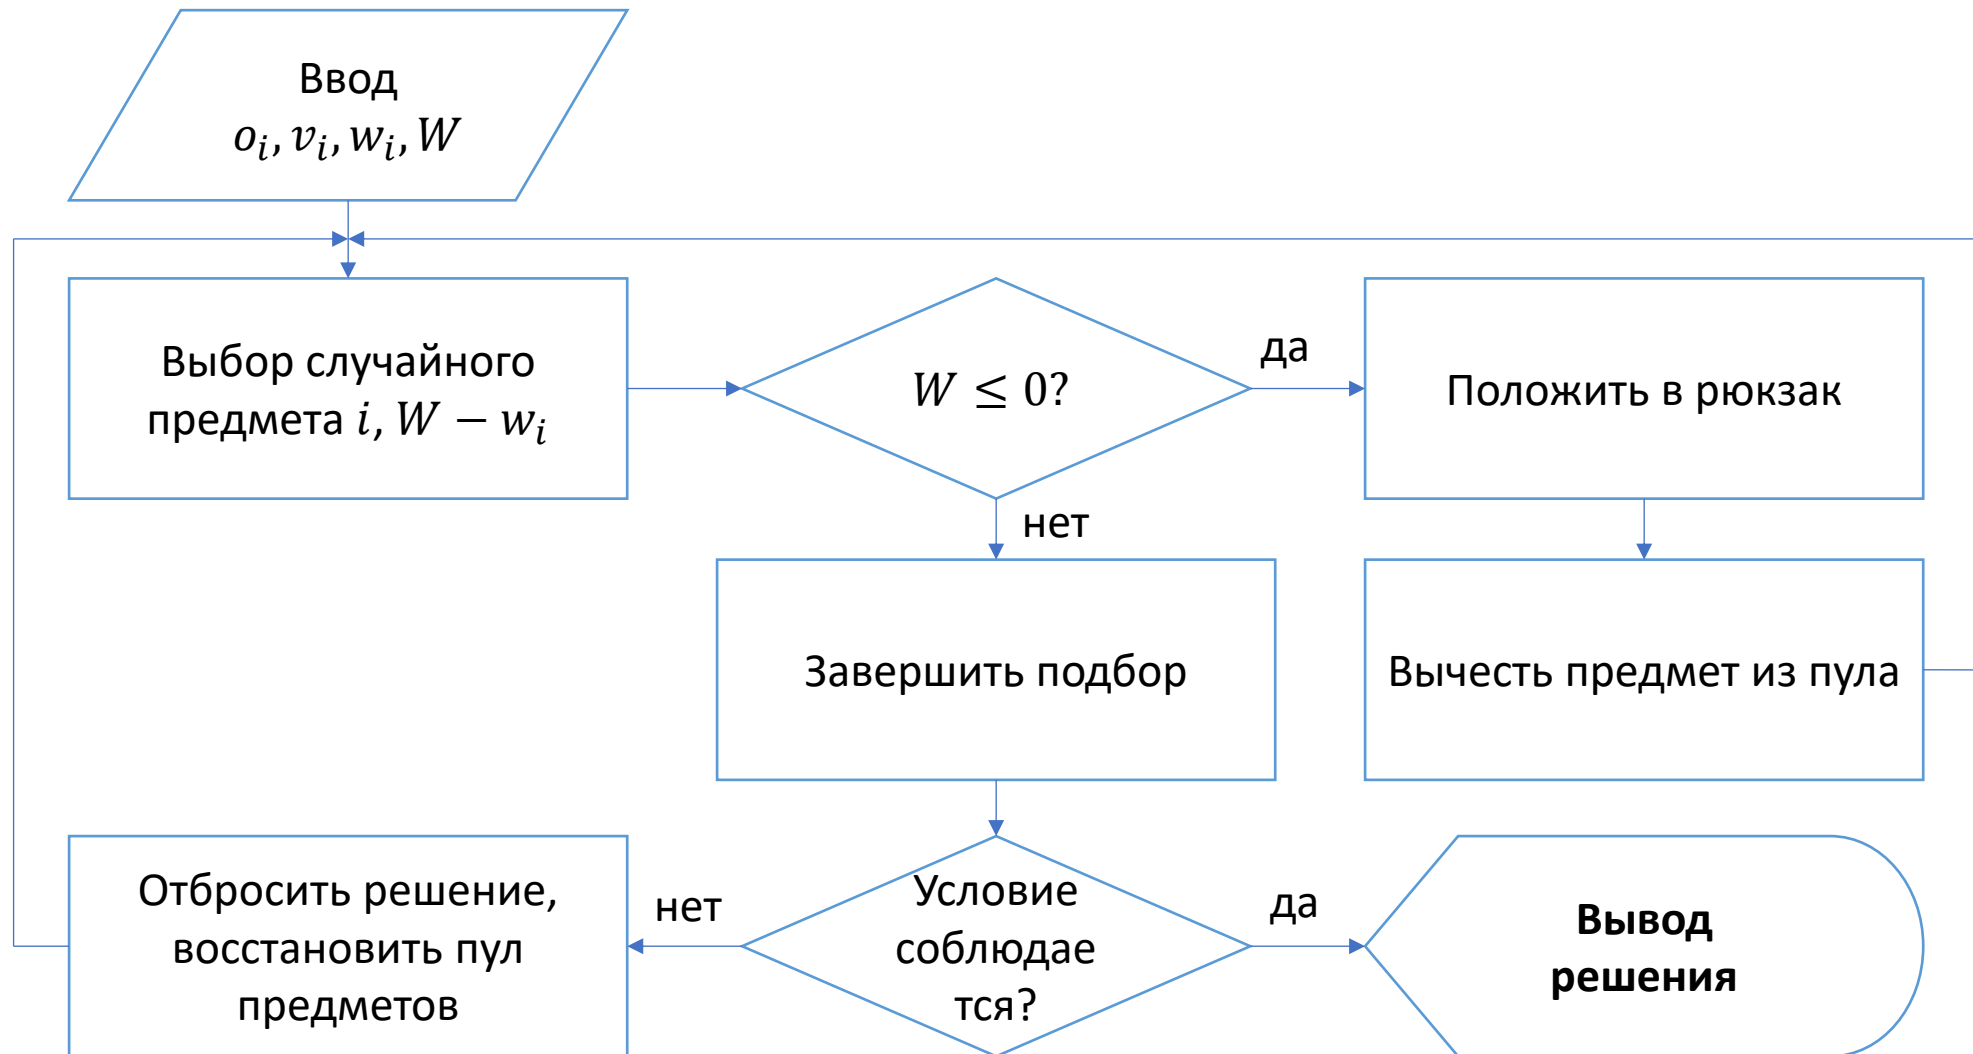 Ввод
𝑜ᵢ, 𝑣ᵢ, w𝑖, 𝑊
Выбор случайного
предмета 𝑖, 𝑊 − w𝑖
𝑊 ≤ 0?
да
Положить в рюкзак
нет
Завершить подбор
Вычесть предмет из пула
Отбросить решение,
восстановить пул
предметов
нет
Условие
соблюдае
тся?
да
Вывод
решения